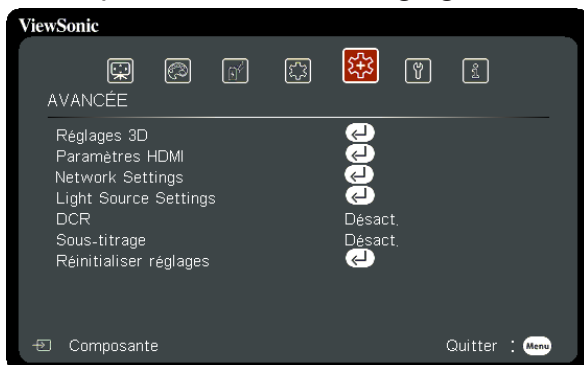 ViewSonic
AVANCÉE
Réglages 3D
Paramètres HDMI
Network Settings
Light Source Settings
DCR Désact.
Sous-titrage Désact.
Réinitialiser réglages
Composante Quitter : Menu